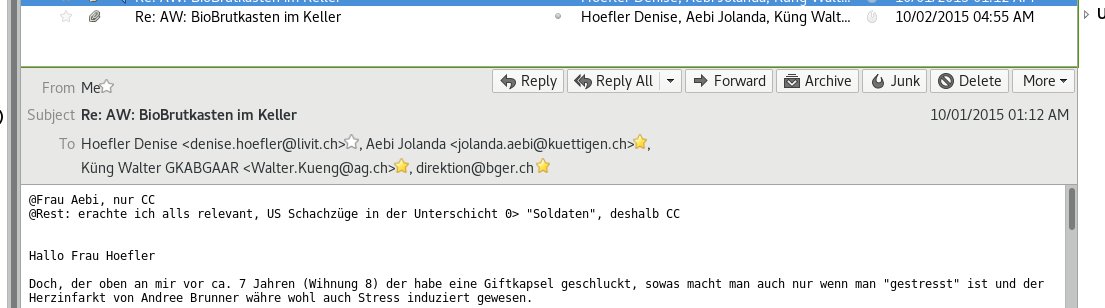 Re: AW: BioBrutkasten im Keller Hoefler Denise, Aebi Jolanda, Küng Walt... 10/01/2015 01:12 AM
Re: AW: BioBrutkasten im Keller Hoefler Denise, Aebi Jolanda, Küng Walt... 10/02/2015 04:55 AM
From Me Reply Reply All Forward Archive Junk Delete More
Subject Re: AW: BioBrutkasten im Keller 10/01/2015 01:12 AM
To Hoefler Denise <denise.hoefler@livit.ch>, Aebi Jolanda <jolanda.aebi@kuettigen.ch>,
Küng Walter GKABGAAR <Walter.Kueng@ag.ch>, direktion@bger.ch
@Frau Aebi, nur CC
@Rest: erachte ich alls relevant, US Schachzüge in der Unterschicht 0> "Soldaten", deshalb CC
Hallo Frau Hoefler
Doch, der oben an mir vor ca. 7 Jahren (Wihnung 8) der habe eine Giftkapsel geschluckt, sowas macht man auch nur wenn man "gestresst" ist und der
Herzinfarkt von Andree Brunner währe wohl auch Stress induziert gewesen.